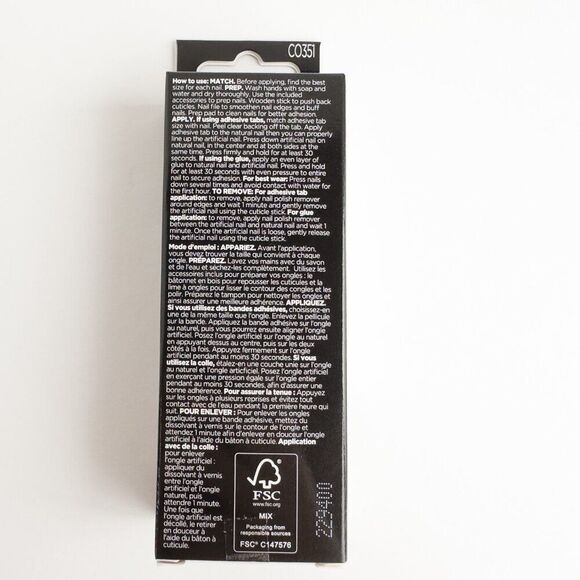 CO351
How to use: MATCH. Before applying, find the best
size for each nail. PREP. Wash hands with soap and
water and dry thoroughly. Use the included
accessories to prep nails. Wooden stick to push back
cuticles. Nail file to smoothen nail edges and buff
nails. Prep pad to clean nails for better adhesion.
APPLY. If using adhesive tabs, match adhesive tab
size with nail. Peel clear backing off the tab. Apply
adhesive tab to the natural nail then you can properly
line up the artificial nail. Press down artificial nail on
natural nail, in the center and at both sides at the
same time. Press firmly and hold for at least 30
seconds. If using the glue, apply an even layer of
glue to natural nail and artificial nail. Press and hold
for at least 30 seconds with even pressure to entire
nail to secure adhesion. For best wear: Press nails
down several times and avoid contact with water for
the first hour. TO REMOVE: For adhesive tab
application: to remove, apply nail polish remover
around edges and wait 1 minute and gently remove
the artificial nail using the cuticle stick. For glue
application: to remove, apply nail polish remover
between the artificial and natural nail and wait 1
minute. Once the artificial nail is loose, gently release
the artificial nail using the cuticle stick.
Mode d'emploi : APPARIEZ. Avant l'application,
vous devez trouver la taille qui convient à chaque
ongle. PRÉPAREZ. Lavez vos mains avec du savon
et de l'eau et séchez-les complètement. Utilisez les
accessoires inclus pour préparer vos ongles : le
bâtonnet en bois pour repousser les cuticules et la
lime à ongles pour lisser le contour des ongles et les
polir. Préparez le tampon pour nettoyer les ongles et
ainsi assurer une meilleure adhérence. APPLIQUEZ.
Si vous utilisez des bandes adhésives, choisissez-en
une de la même taille que l'ongle. Enlevez la pellicule
sur la bande. Appliquez la bande adhésive sur l'ongle
au naturel, puis vous pourrez ensuite aligner l'ongle
artificiel. Posez l'ongle artificiel sur l'ongle au naturel
en appuyant dessus au centre, puis sur les deux
côtés à la fois. Appuyez fermement sur l'ongle
artificiel pendant au moins 30 secondes. Si vous
utilisez la colle, étalez-en une couche unie sur l'ongle
au naturel et l'ongle artificiel. Posez l'ongle artificiel
en exerçant une pression égale sur l'ongle entier
pendant au moins 30 secondes, afin d'assurer une
bonne adhérence. Pour assurer la tenue : Appuyez
sur les ongles à plusieurs reprises et évitez tout
contact avec de l'eau pendant la première heure qui
suit. POUR ENLEVER : Pour enlever les ongles
appliqués sur une bande adhésive, mettez du
dissolvant à vernis sur le contour de l'ongle et
attendez 1 minute afin d'enlever en douceur l'ongle
artificiel à l'aide du bâton à cuticule. Application
avec de la colle :
pour enlever
l'ongle artificiel :
appliquer du
dissolvant à vernis
entre l'ongle
artificiel et l'ongle
naturel, puis
attendre 1 minute.
Une fois que
l'ongle artificiel est
décollé, le retirer
en douceur à
l'aide du bâton à
cuticule.
FSC
www.fsc.org
MIX
Packaging from
responsible sources
FSC® C147576
229400